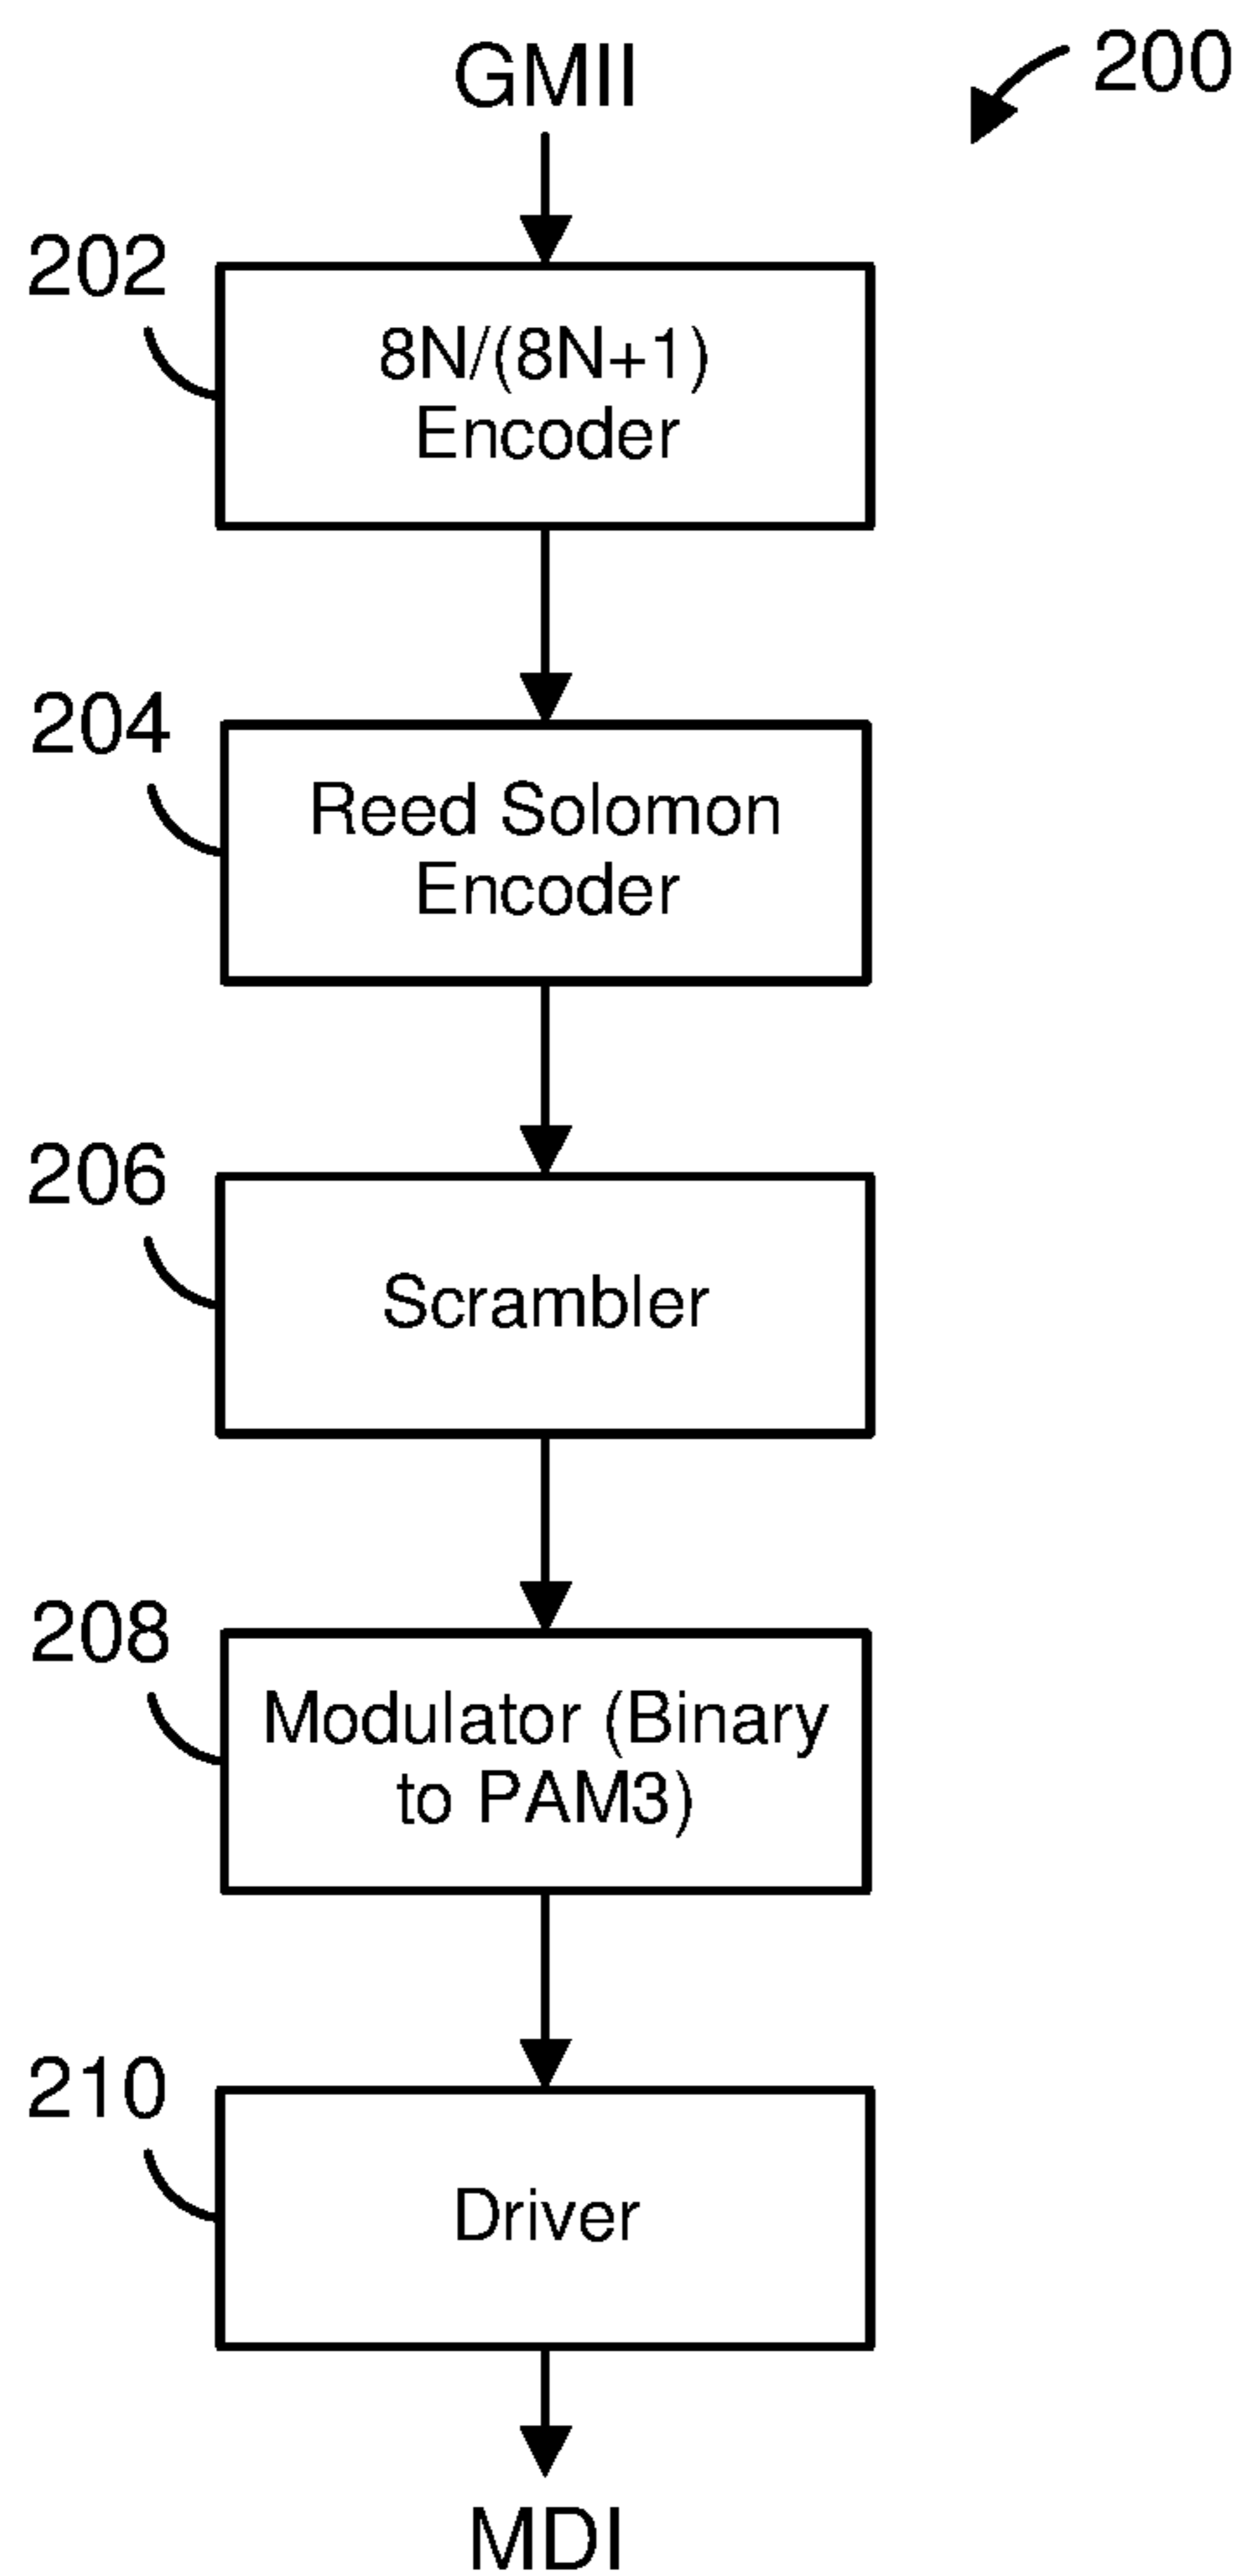 GMII
200
202
8N/(8N+1)
Encoder
204
Reed Solomon
Encoder
206
Scrambler
208
Modulator (Binary
to PAM3)
210
Driver
MDI